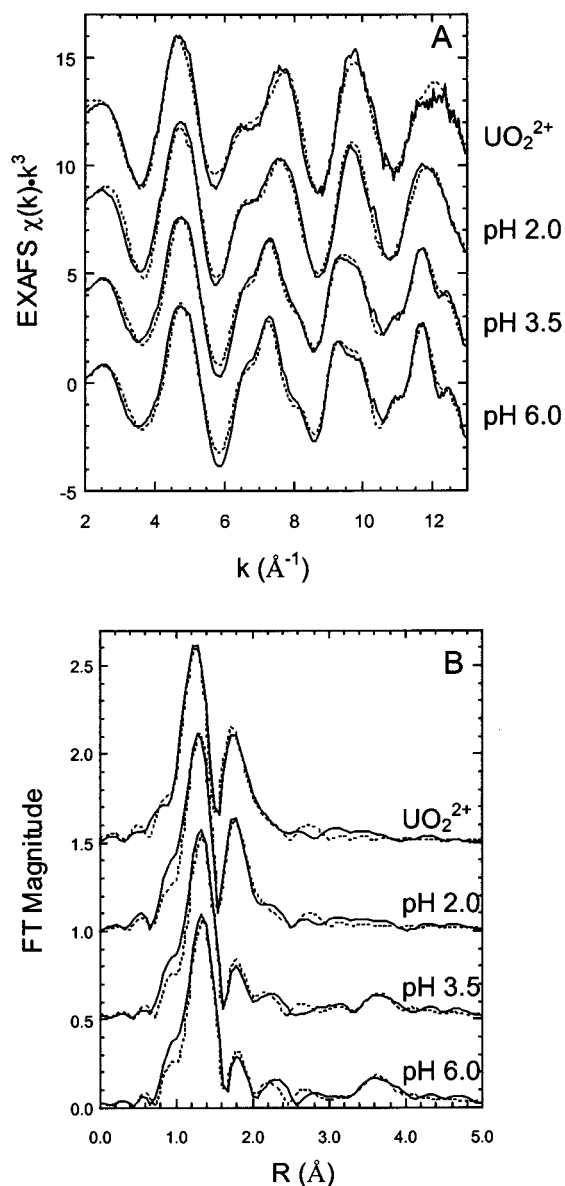 A
15
10
5
0
-5
EXAFS χ(k)•k³
UO₂²⁺
pH 2.0
pH 3.5
pH 6.0
2 4 6 8 10 12
k (Å⁻¹)
B
2.5
2.0
1.5
1.0
0.5
0.0
FT Magnitude
UO₂²⁺
pH 2.0
pH 3.5
pH 6.0
0.0 1.0 2.0 3.0 4.0 5.0
R (Å)